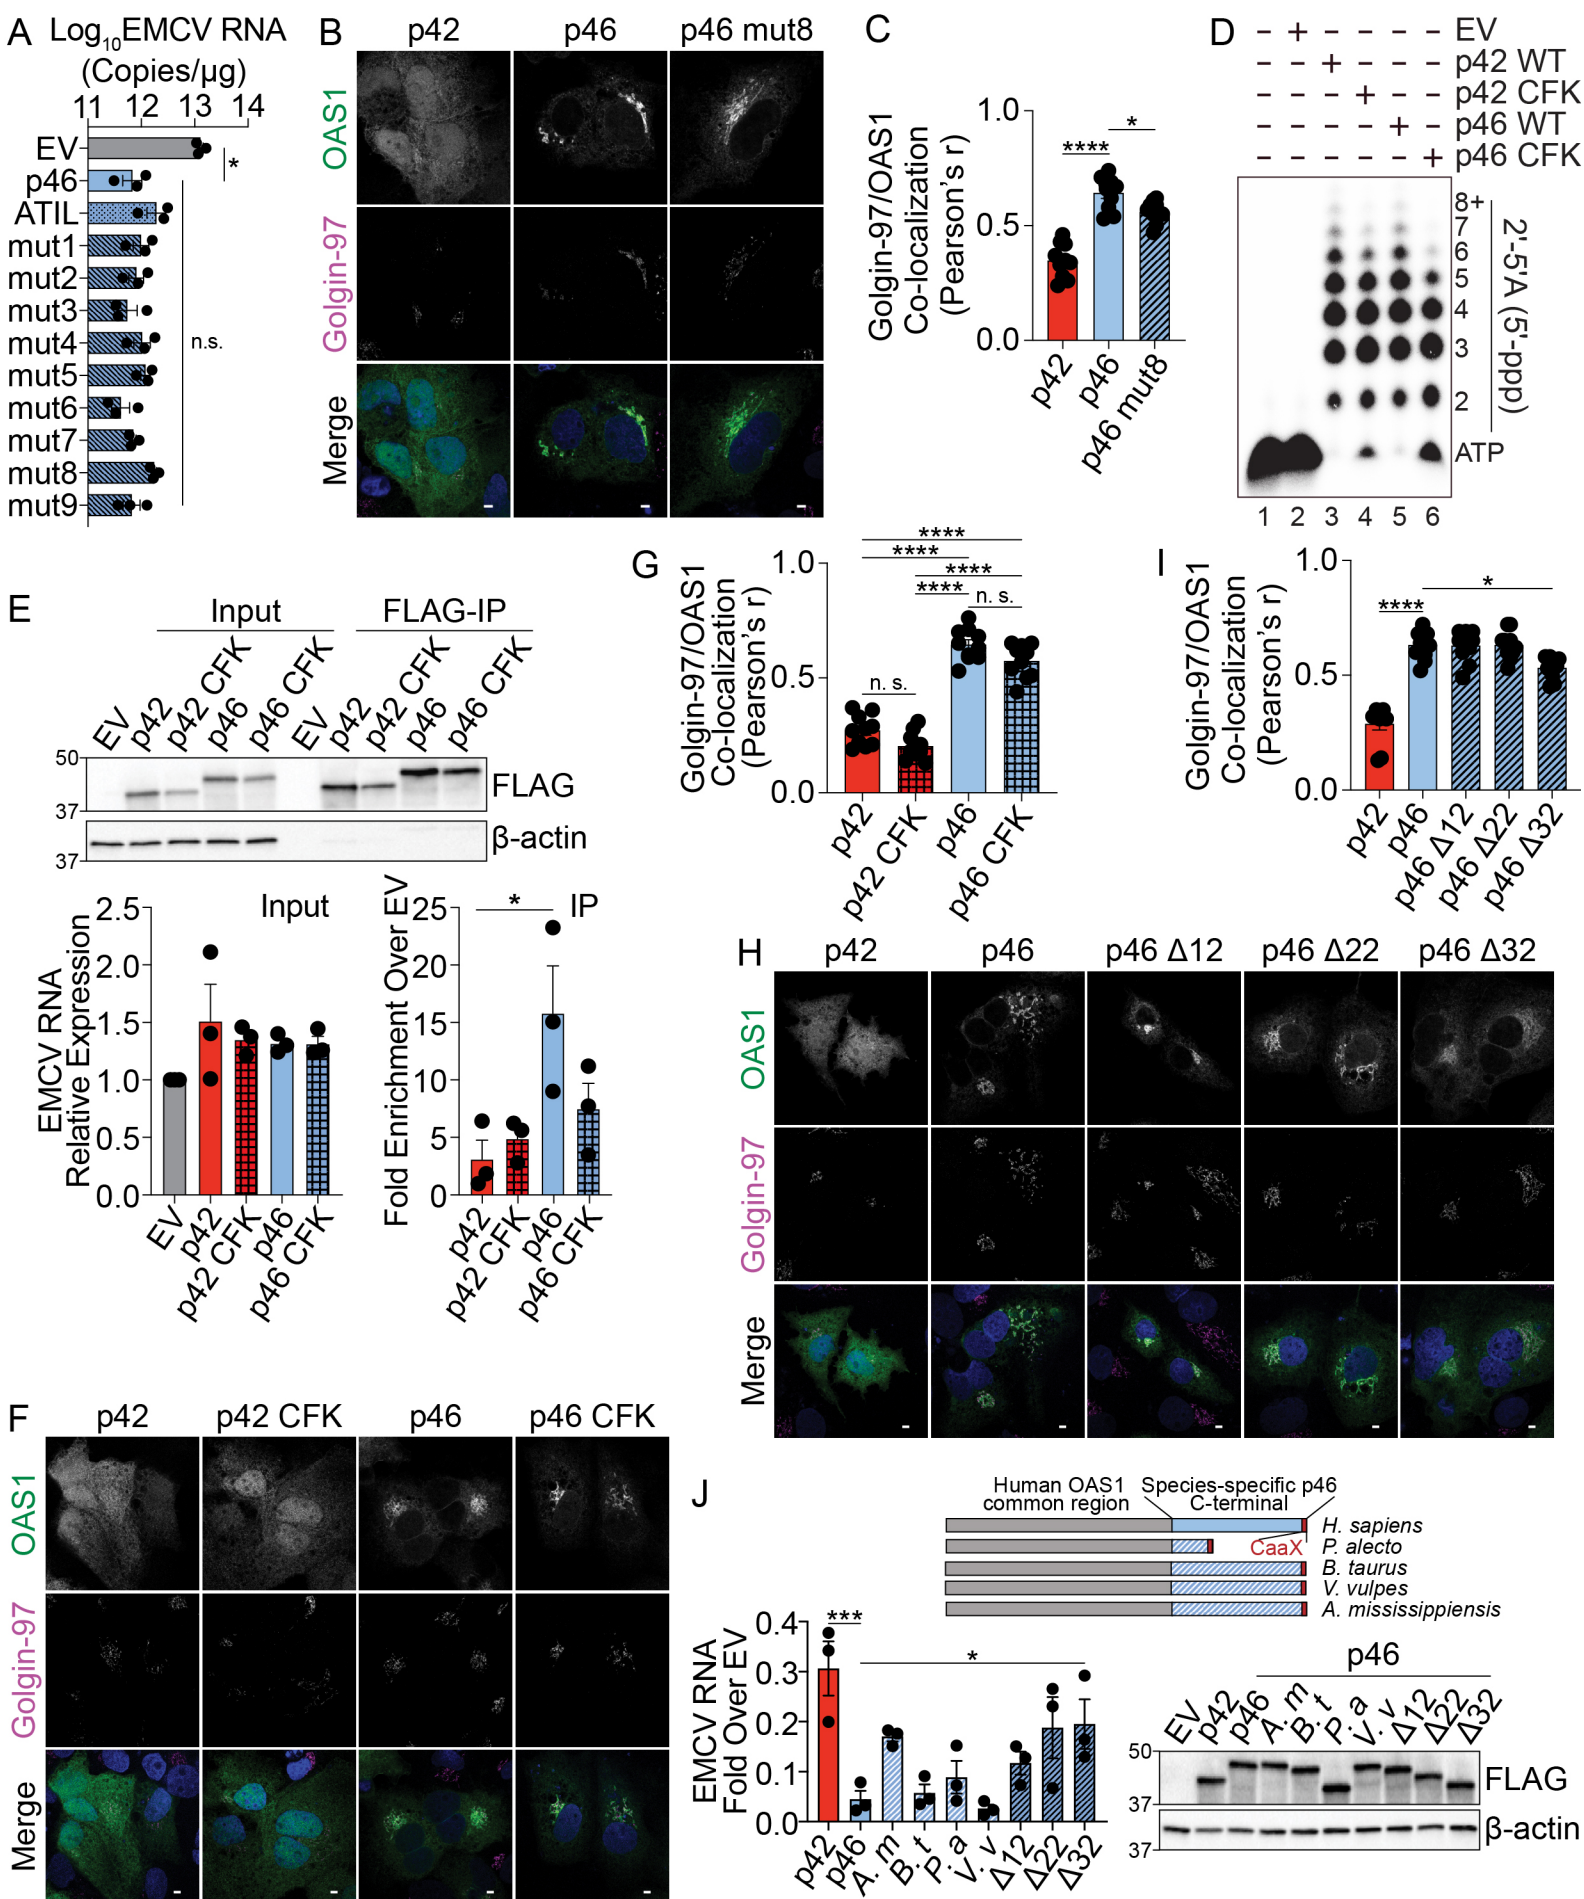 A
Log10EMCV RNA
(Copies/µg)
11 12 13 14
EV
p46
ATIL
mut1
mut2
mut3
mut4
mut5
mut6
mut7
mut8
mut9
*
n.s.
B
p42 p46 p46 mut8
OAS1
Golgin-97
Merge
C
Golgin-97/OAS1
Co-localization
(Pearson's r)
1.0
0.5
0.0
**** *
p42
p46
p46 mut8
D
– + – – – – EV
– – + – – – p42 WT
– – – + – – p42 CFK
– – – – + – p46 WT
– – – – – + p46 CFK
8+
7
6
5
4
3
2
ATP
2'-5'A (5'-ppp)
1 2 3 4 5 6
E
Input FLAG-IP
EV p42 p42 CFK p46 p46 CFK EV p42 p42 CFK p46 p46 CFK
50
37
FLAG
37
β-actin
EMCV RNA
Relative Expression
2.5
2.0
1.5
1.0
0.5
0.0
Input
EV
p42
p42 CFK
p46
p46 CFK
Fold Enrichment Over EV
25
20
15
10
5
0
IP
*
p42
p42 CFK
p46
p46 CFK
F
p42 p42 CFK p46 p46 CFK
OAS1
Golgin-97
Merge
G
Golgin-97/OAS1
Co-localization
(Pearson's r)
1.0
0.5
0.0
****
****
****
****
n. s.
n. s.
p42
p42 CFK
p46
p46 CFK
H
p42 p46 p46 Δ12 p46 Δ22 p46 Δ32
OAS1
Golgin-97
Merge
I
Golgin-97/OAS1
Co-localization
(Pearson's r)
1.0
0.5
0.0
****
*
p42
p46
p46 Δ12
p46 Δ22
p46 Δ32
J
Human OAS1
common region
Species-specific p46
C-terminal
H. sapiens
CaaX
P. alecto
B. taurus
V. vulpes
A. mississippiensis
EMCV RNA
Fold Over EV
0.4
0.3
0.2
0.1
0.0
***
*
p42
p46
A. m
B. t
P. a
V. v
Δ12
Δ22
Δ32
p46
EV p42 p46 A. m B. t P. a V. v Δ12 Δ22 Δ32
50
37
FLAG
37
β-actin